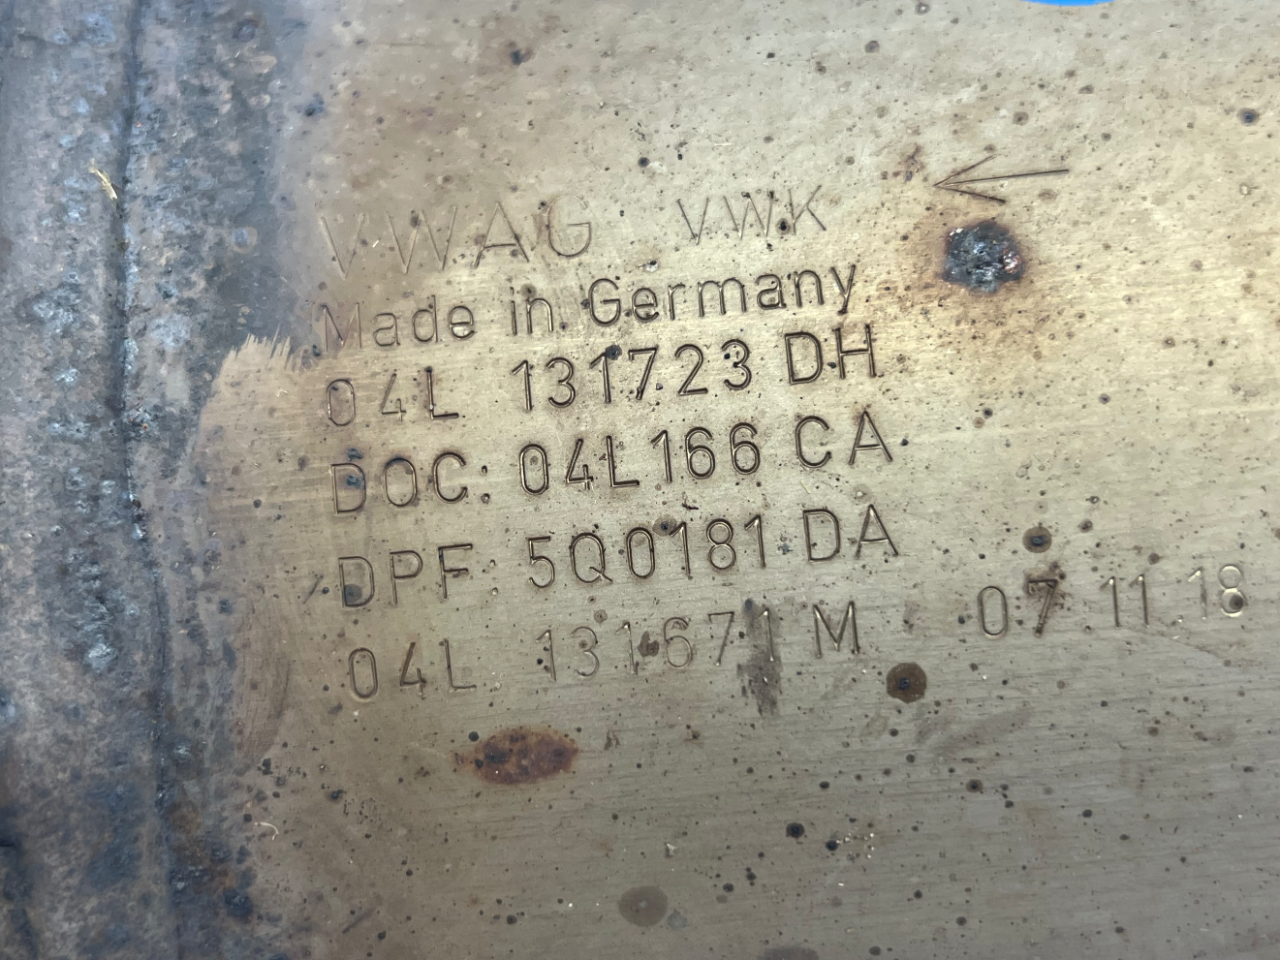 VWAG VWK
Made in Germany
04L 131723 DH
DOC: 04L166 CA
DPF: 5Q0181 DA
04L 131671 M 07 11 18